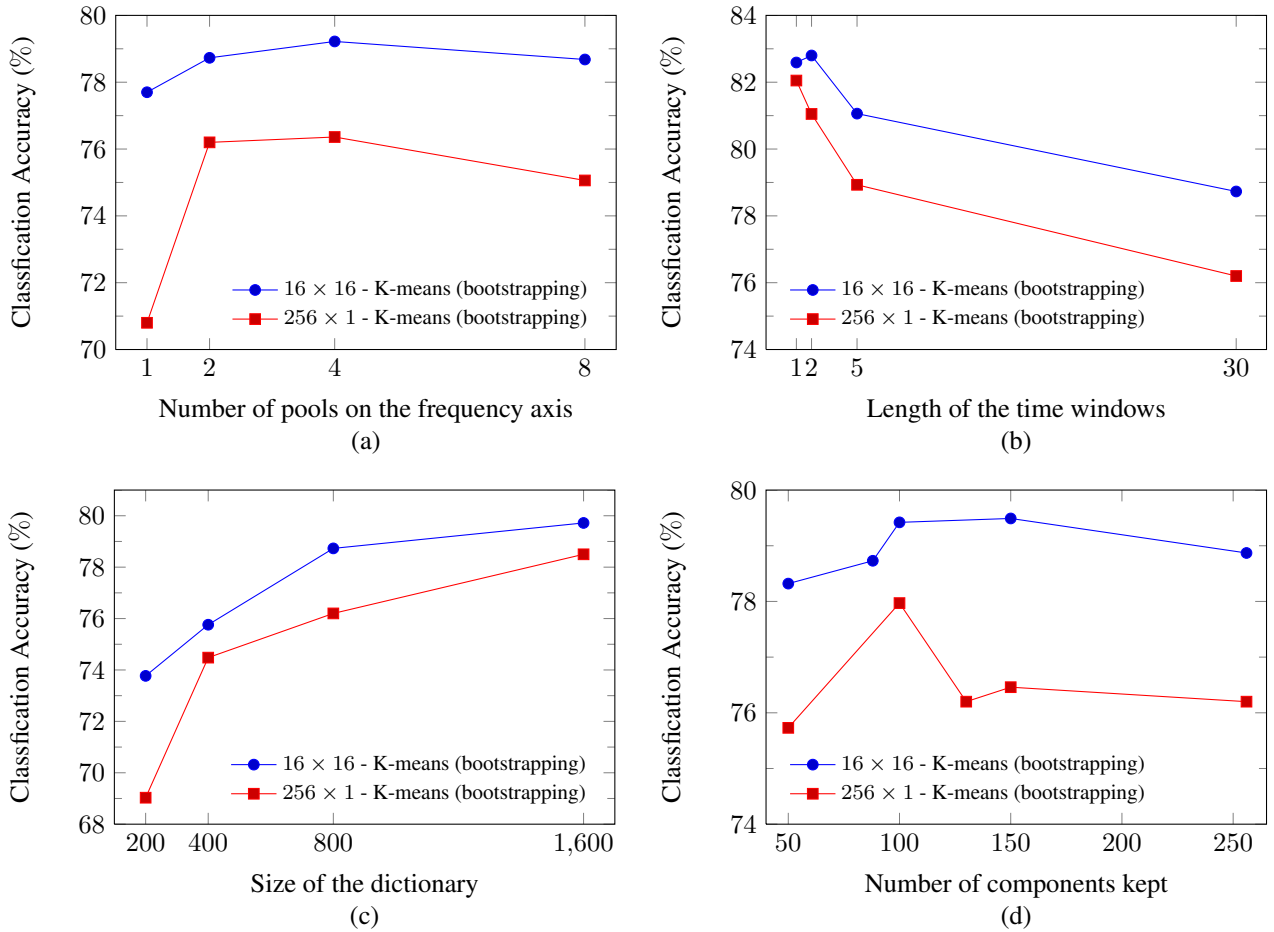 80
78
76
74
72
70
Classfication Accuracy (%)
16 × 16 - K-means (bootstrapping)
256 × 1 - K-means (bootstrapping)
1 2 4 8
Number of pools on the frequency axis
(a)
84
82
80
78
76
74
Classfication Accuracy (%)
16 × 16 - K-means (bootstrapping)
256 × 1 - K-means (bootstrapping)
1 2 5 30
Length of the time windows
(b)
80
78
76
74
72
70
68
Classfication Accuracy (%)
16 × 16 - K-means (bootstrapping)
256 × 1 - K-means (bootstrapping)
200 400 800 1,600
Size of the dictionary
(c)
80
78
76
74
Classfication Accuracy (%)
16 × 16 - K-means (bootstrapping)
256 × 1 - K-means (bootstrapping)
50 100 150 200 250
Number of components kept
(d)